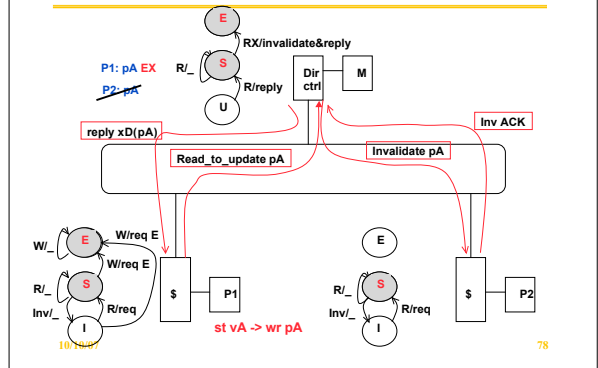 E
RX/invalidate&reply
P1: pA EX
R/_
S
Dir
ctrl
M
R/reply
P2: pA
U
reply xD(pA)
Inv ACK
Read_to_update pA
Invalidate pA
W/_
E
W/req E
W/req E
E
R/_
S
$
P1
S
$
P2
R/_
Inv/_
R/req
I
Inv/_
R/req
I
st vA -> wr pA
78